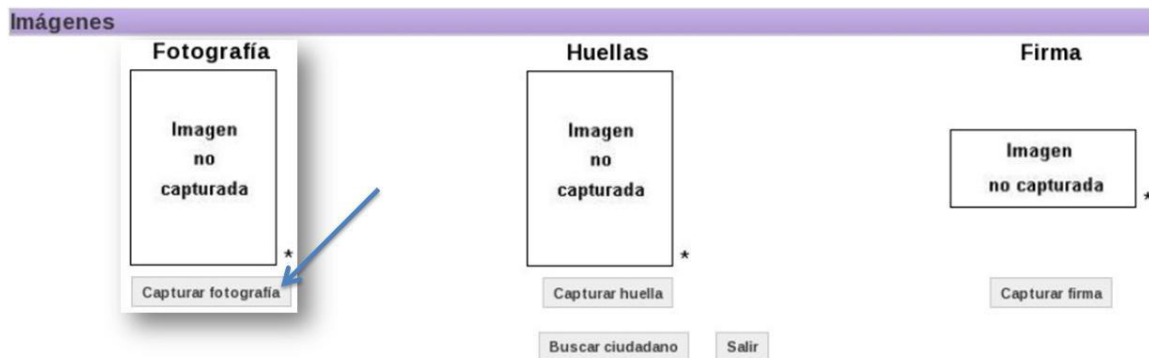 Imágenes
Fotografía
Imagen
no
capturada
*
Capturar fotografía
Huellas
Imagen
no
capturada
*
Capturar huella
Firma
Imagen
no capturada
*
Capturar firma
Buscar ciudadano
Salir